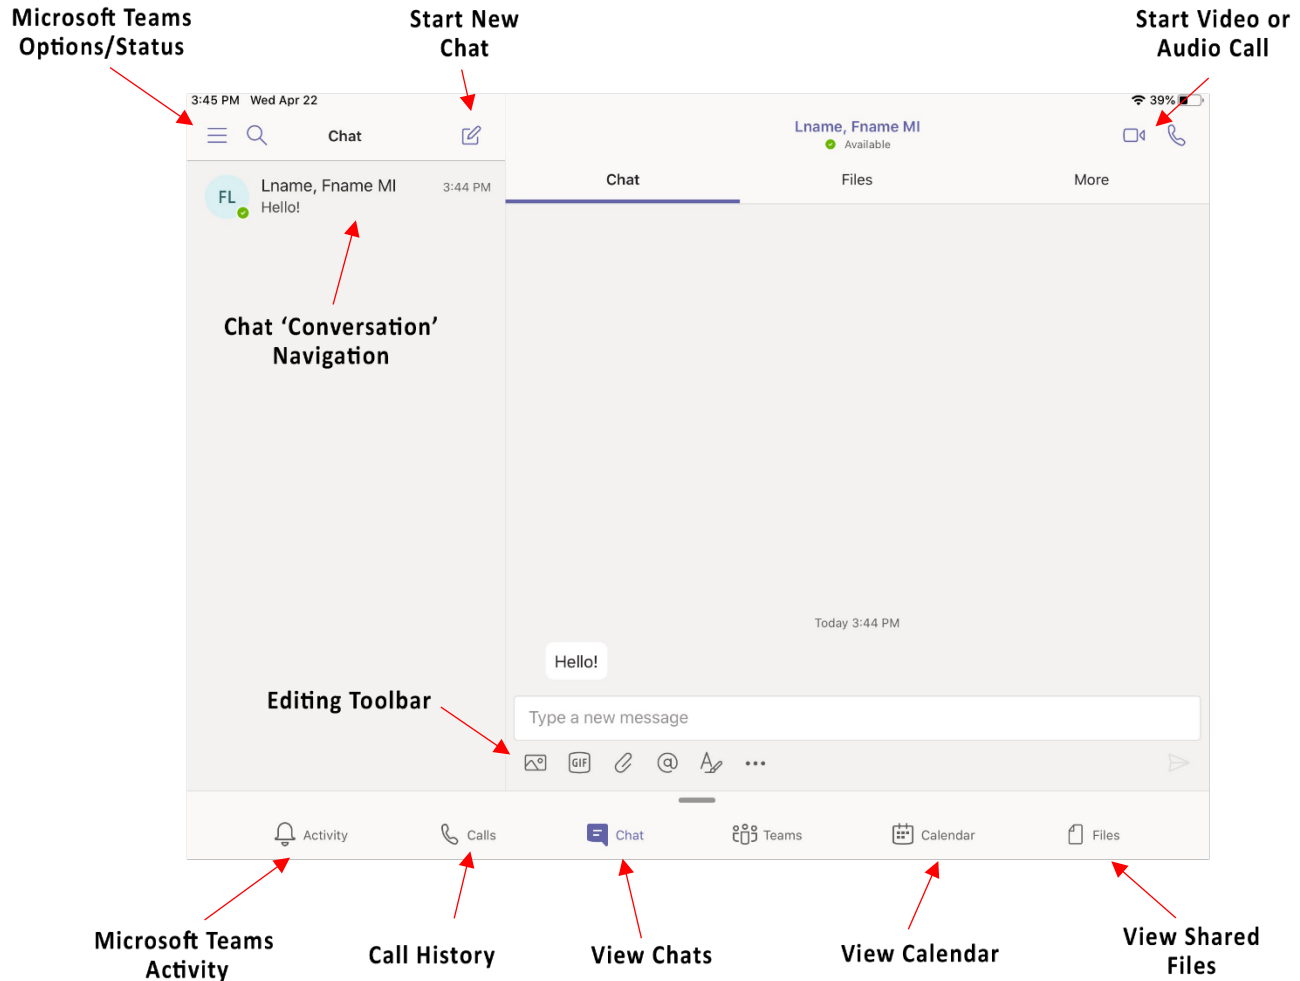 Microsoft Teams
Options/Status
Start New
Chat
Start Video or
Audio Call
3:45 PM Wed Apr 22
39%
Chat
Lname, Fname MI
Available
FL
Lname, Fname MI
3:44 PM
Hello!
Chat
Files
More
Chat ‘Conversation’
Navigation
Today 3:44 PM
Hello!
Editing Toolbar
Type a new message
GIF
Activity
Calls
Chat
Teams
Calendar
Files
Microsoft Teams
Activity
Call History
View Chats
View Calendar
View Shared
Files